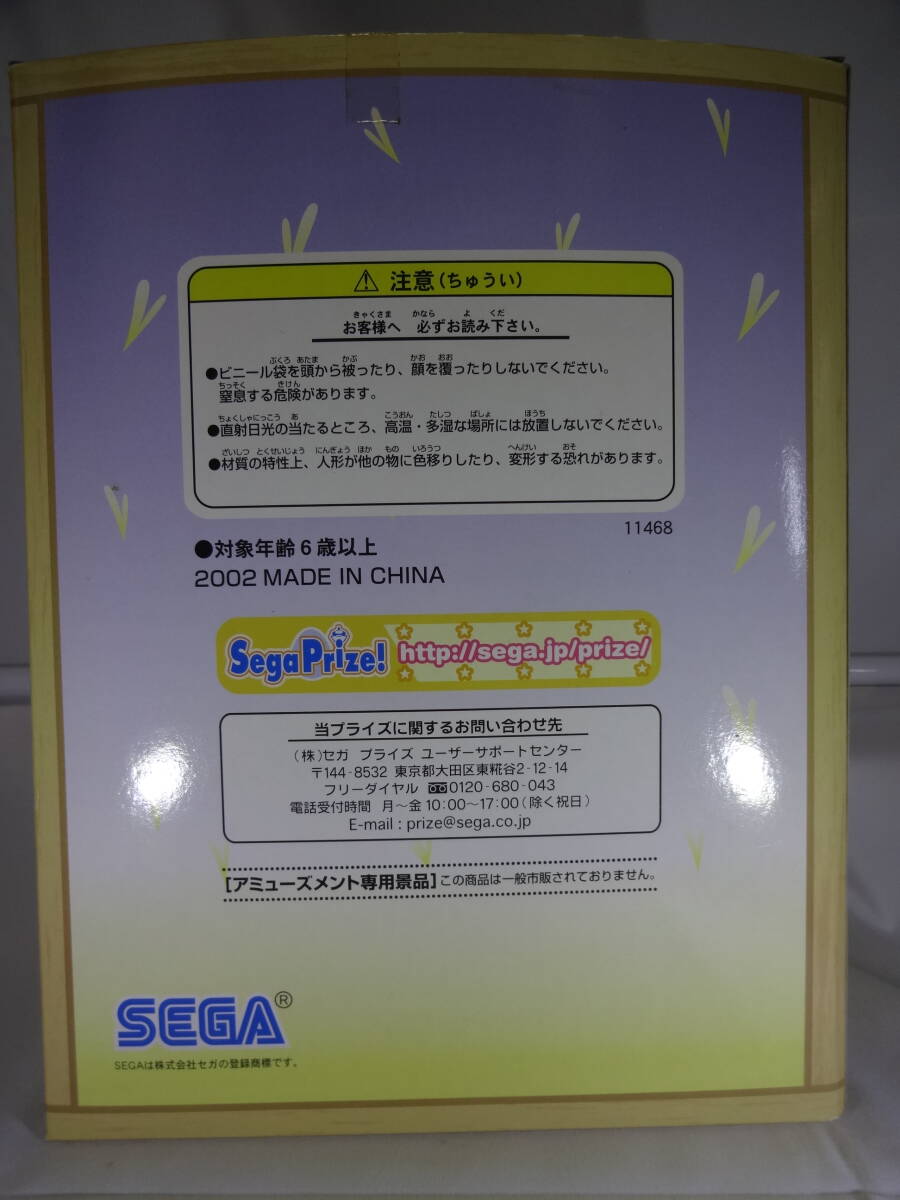 ⚠ 注意(ちゅうい)
お客様へ 必ずお読み下さい。
●ビニール袋を頭から被ったり、顔を覆ったりしないでください。
窒息する危険があります。
●直射日光の当たるところ、高温・多湿な場所には放置しないでください。
●材質の特性上、人形が他の物に色移りしたり、変形する恐れがあります。
11468
●対象年齢6歳以上
2002 MADE IN CHINA
Sega Prize! http://sega.jp/prize/
当プライズに関するお問い合わせ先
(株)セガ プライズ ユーザーサポートセンター
〒144-8532 東京都大田区東糀谷2-12-14
フリーダイヤル 0120-680-043
電話受付時間 月～金 10:00～17:00(除く祝日)
E-mail : prize@sega.co.jp
[アミューズメント専用景品]この商品は一般市販されておりません。
SEGA®
SEGAは株式会社セガの登録商標です。